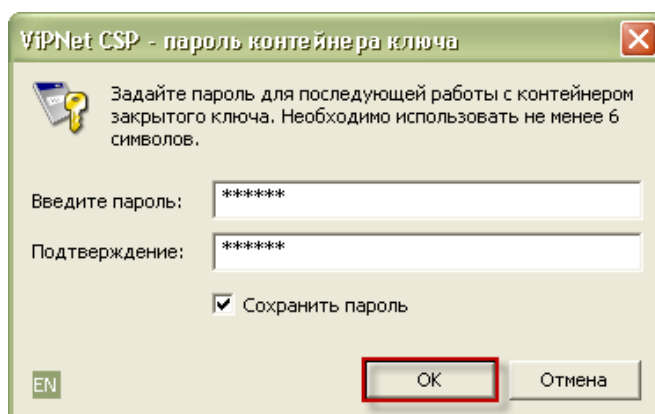 ViPNet CSP - пароль контейнера ключа
Задайте пароль для последующей работы с контейнером
закрытого ключа. Необходимо использовать не менее 6
символов.
Введите пароль: ******
Подтверждение: ******
Сохранить пароль
EN OK Отмена